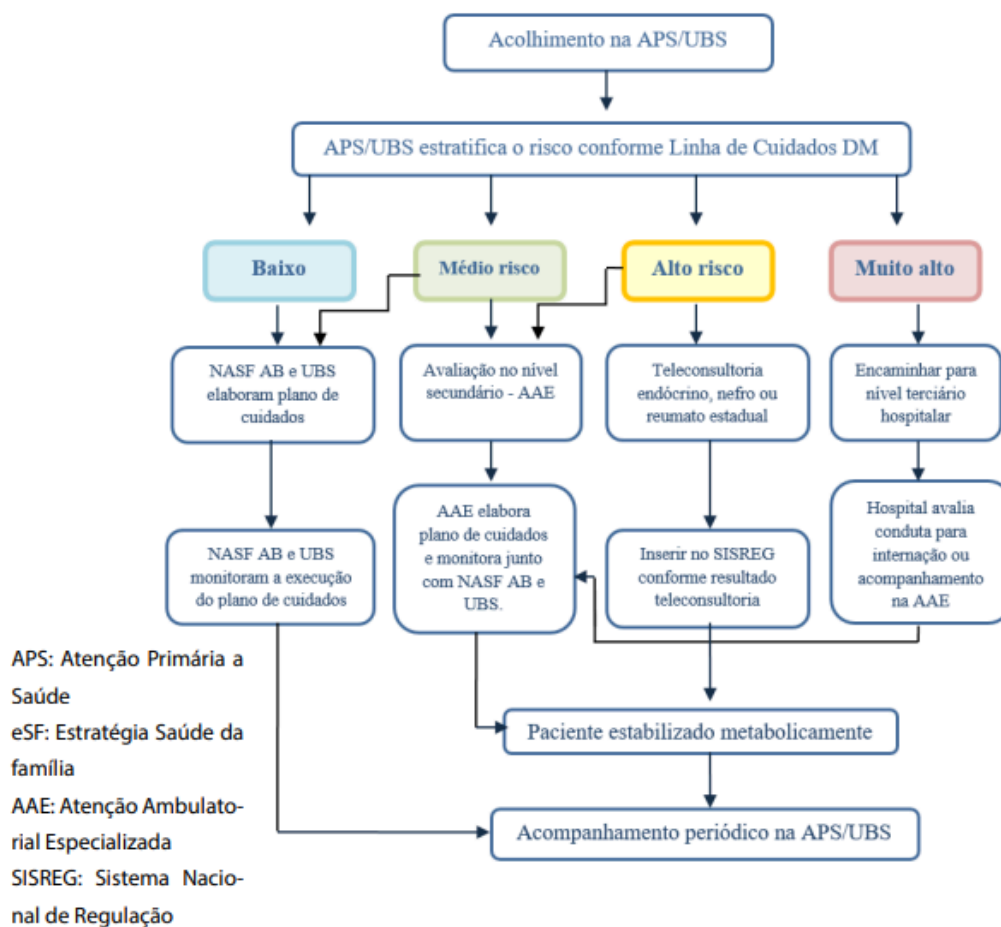 Acolhimento na APS/UBS
APS/UBS estratifica o risco conforme Linha de Cuidados DM
Baixo
Médio risco
Alto risco
Muito alto
NASF AB e UBS
elaboram plano de
cuidados
Avaliação no nível
secundário - AAE
Teleconsultoria
endócrino, nefro ou
reumato estadual
Encaminhar para
nível terciário
hospitalar
NASF AB e UBS
monitoram a execução
do plano de cuidados
AAE elabora
plano de cuidados
e monitora junto
com NASF AB e
UBS.
Inserir no SISREG
conforme resultado
teleconsultoria
Hospital avalia
conduta para
internação ou
acompanhamento
na AAE
Paciente estabilizado metabolicamente
Acompanhamento periódico na APS/UBS
APS: Atenção Primária a
Saúde
eSF: Estratégia Saúde da
família
AAE: Atenção Ambulato-
rial Especializada
SISREG: Sistema Nacio-
nal de Regulação